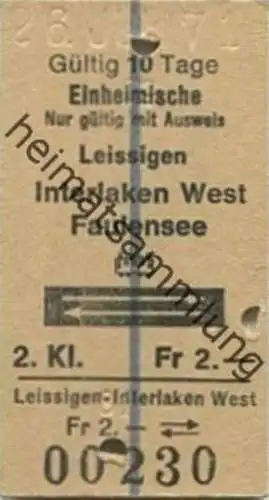 Gültig 10 Tage
Einheimische
Nur gültig mit Ausweis
Leissigen
Interlaken West
Faulensee
2. Kl. Fr 2.-
Leissigen-Interlaken West
Fr 2.-
00230
heimatsammlung